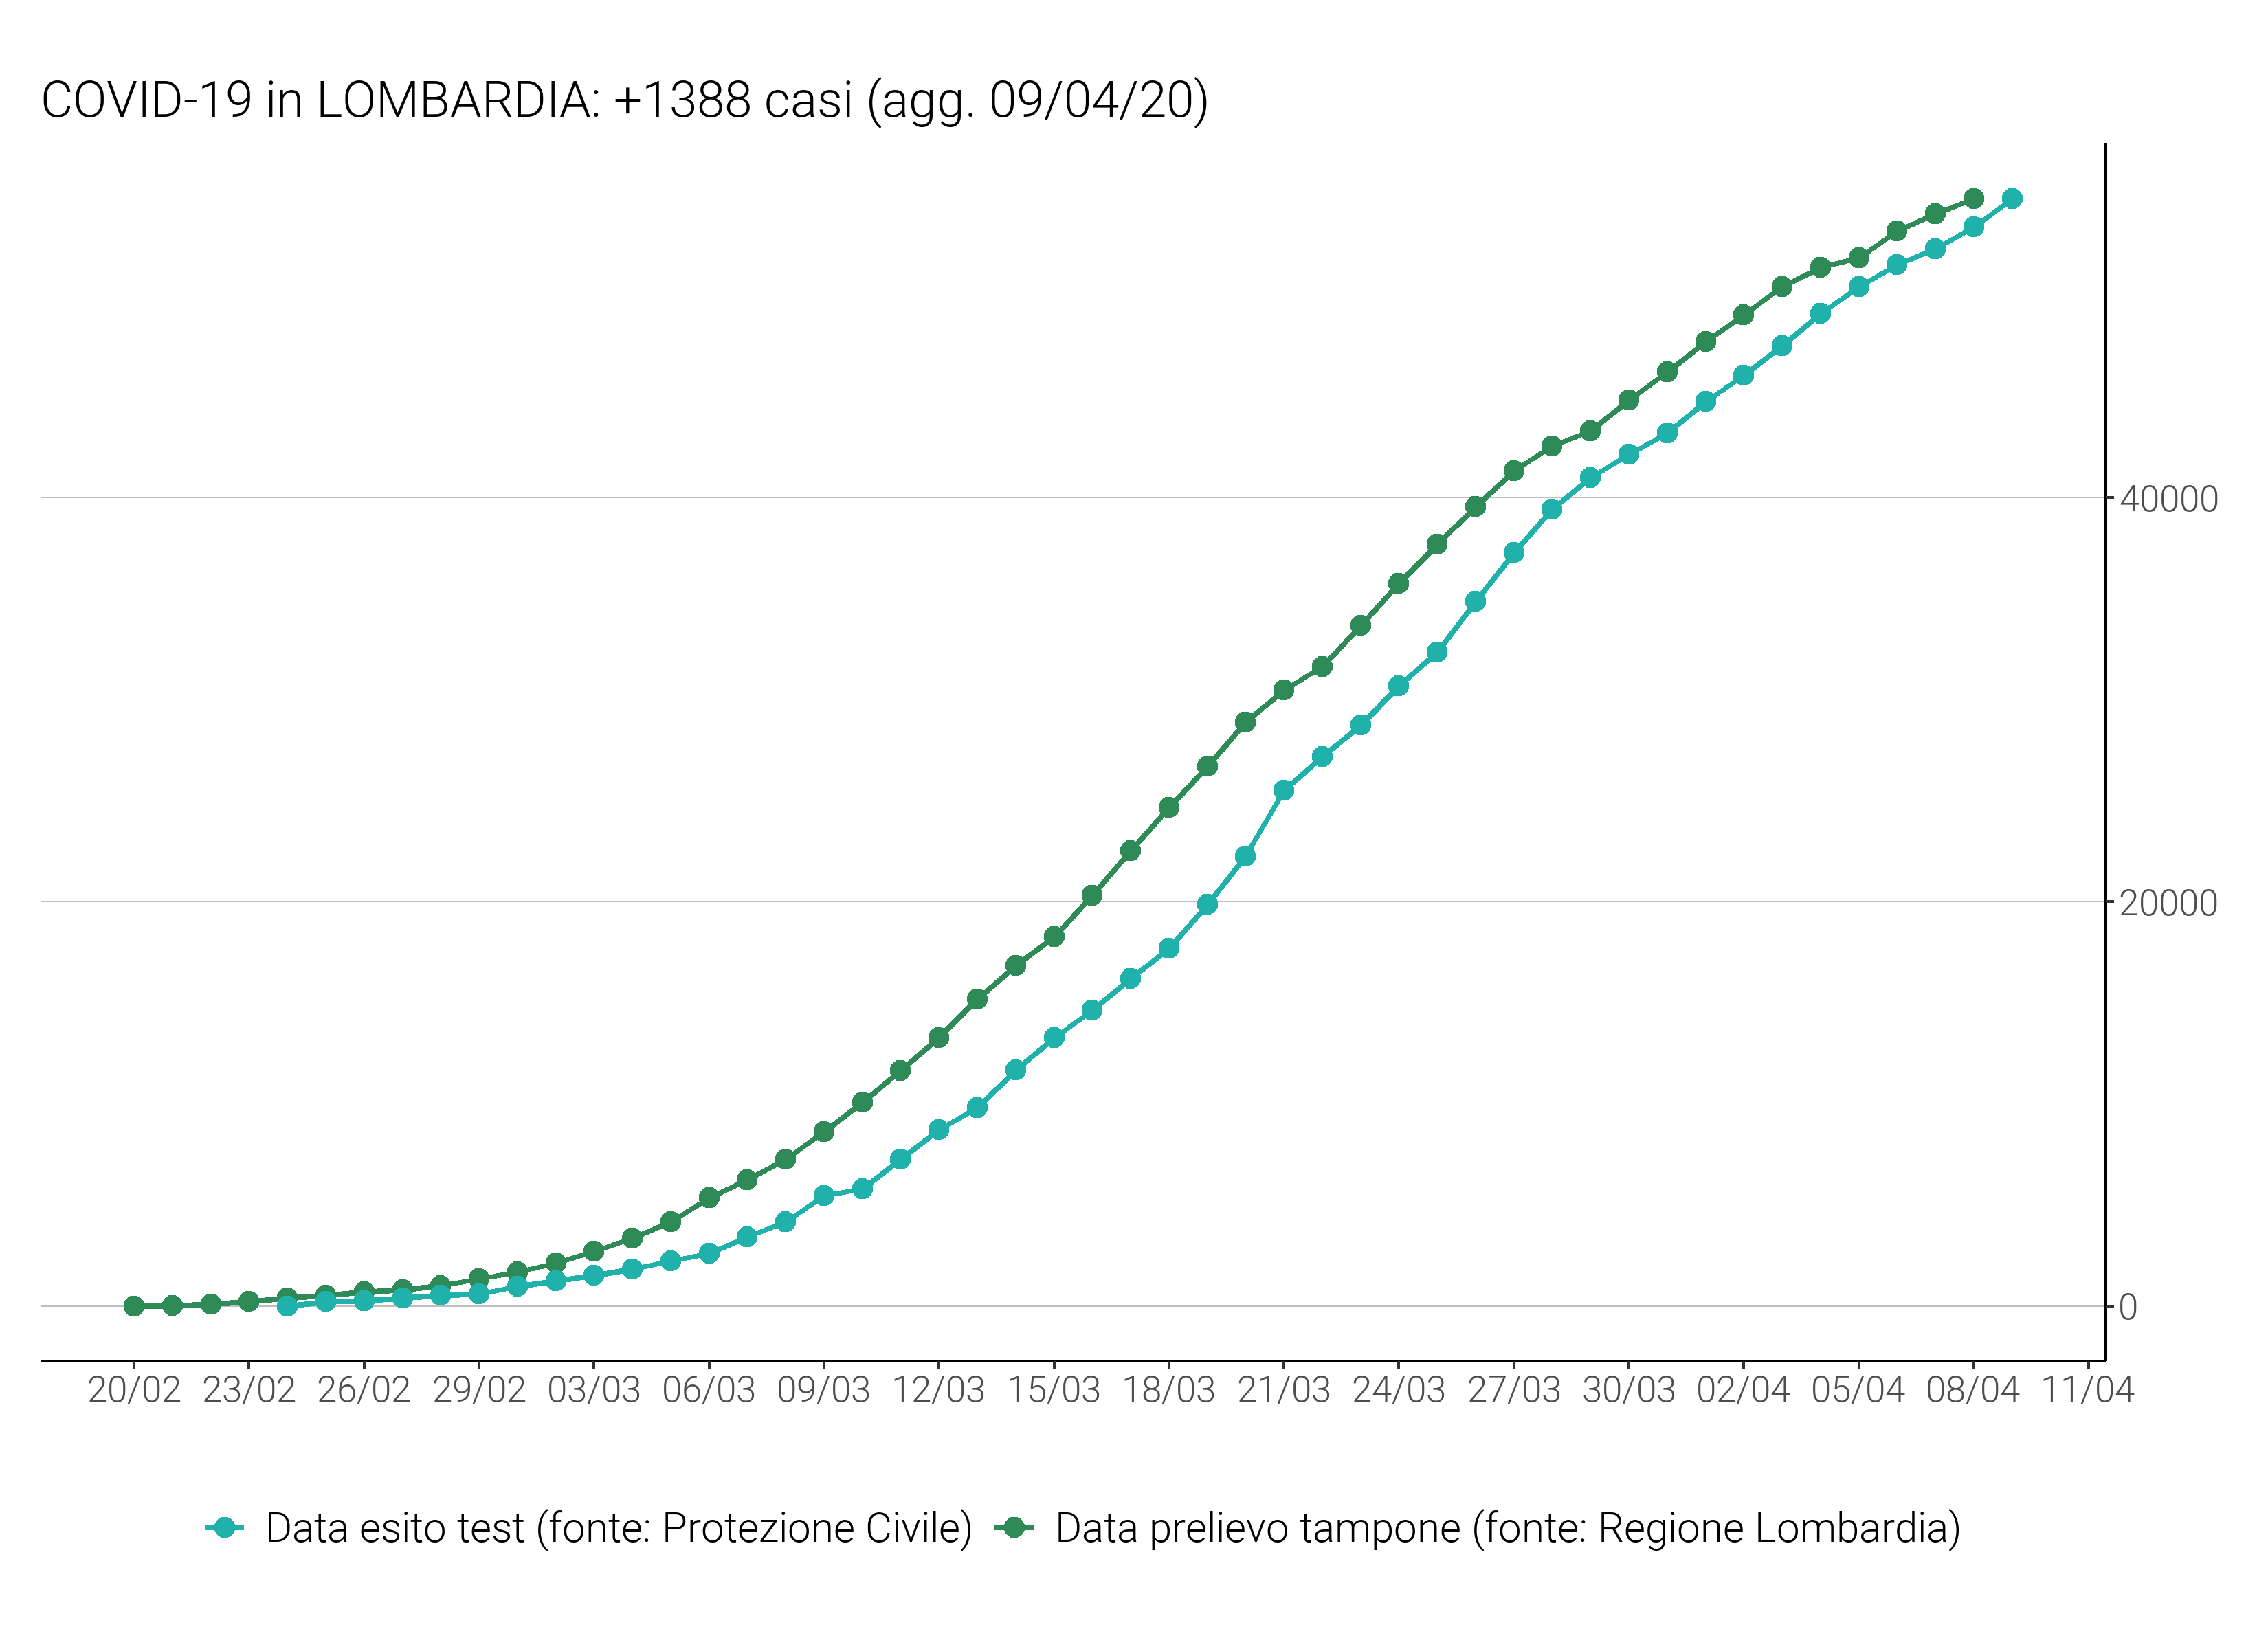 COVID-19 in LOMBARDIA: +1388 casi (agg. 09/04/20)
40000
20000
0
20/02 23/02 26/02 29/02 03/03 06/03 09/03 12/03 15/03 18/03 21/03 24/03 27/03 30/03 02/04 05/04 08/04 11/04
Data esito test (fonte: Protezione Civile) Data prelievo tampone (fonte: Regione Lombardia)